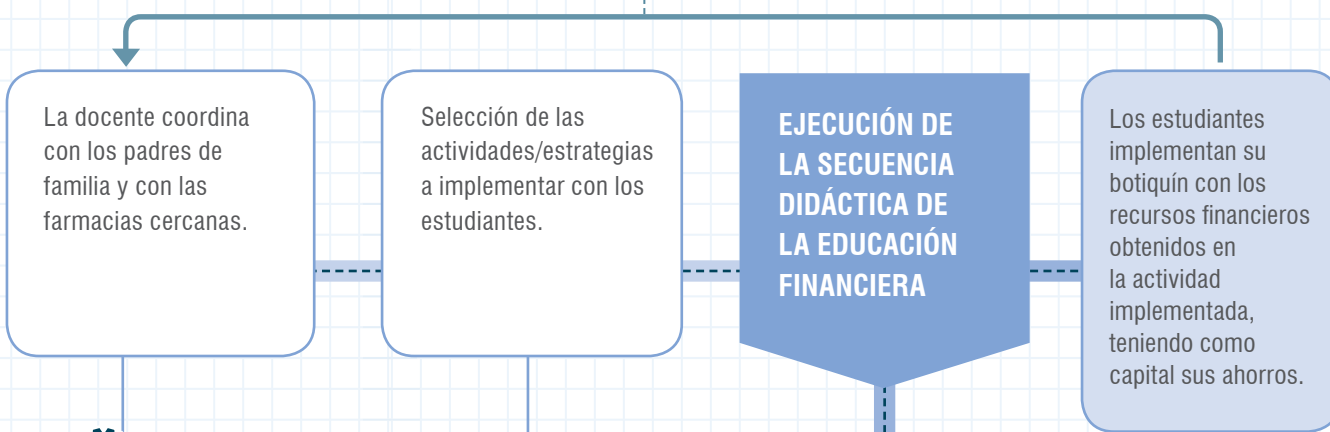 La docente coordina
con los padres de
familia y con las
farmacias cercanas.
Selección de las
actividades/estrategias
a implementar con los
estudiantes.
EJECUCIÓN DE
LA SECUENCIA
DIDÁCTICA DE
LA EDUCACIÓN
FINANCIERA
Los estudiantes
implementan su
botiquín con los
recursos financieros
obtenidos en
la actividad
implementada,
teniendo como
capital sus ahorros.